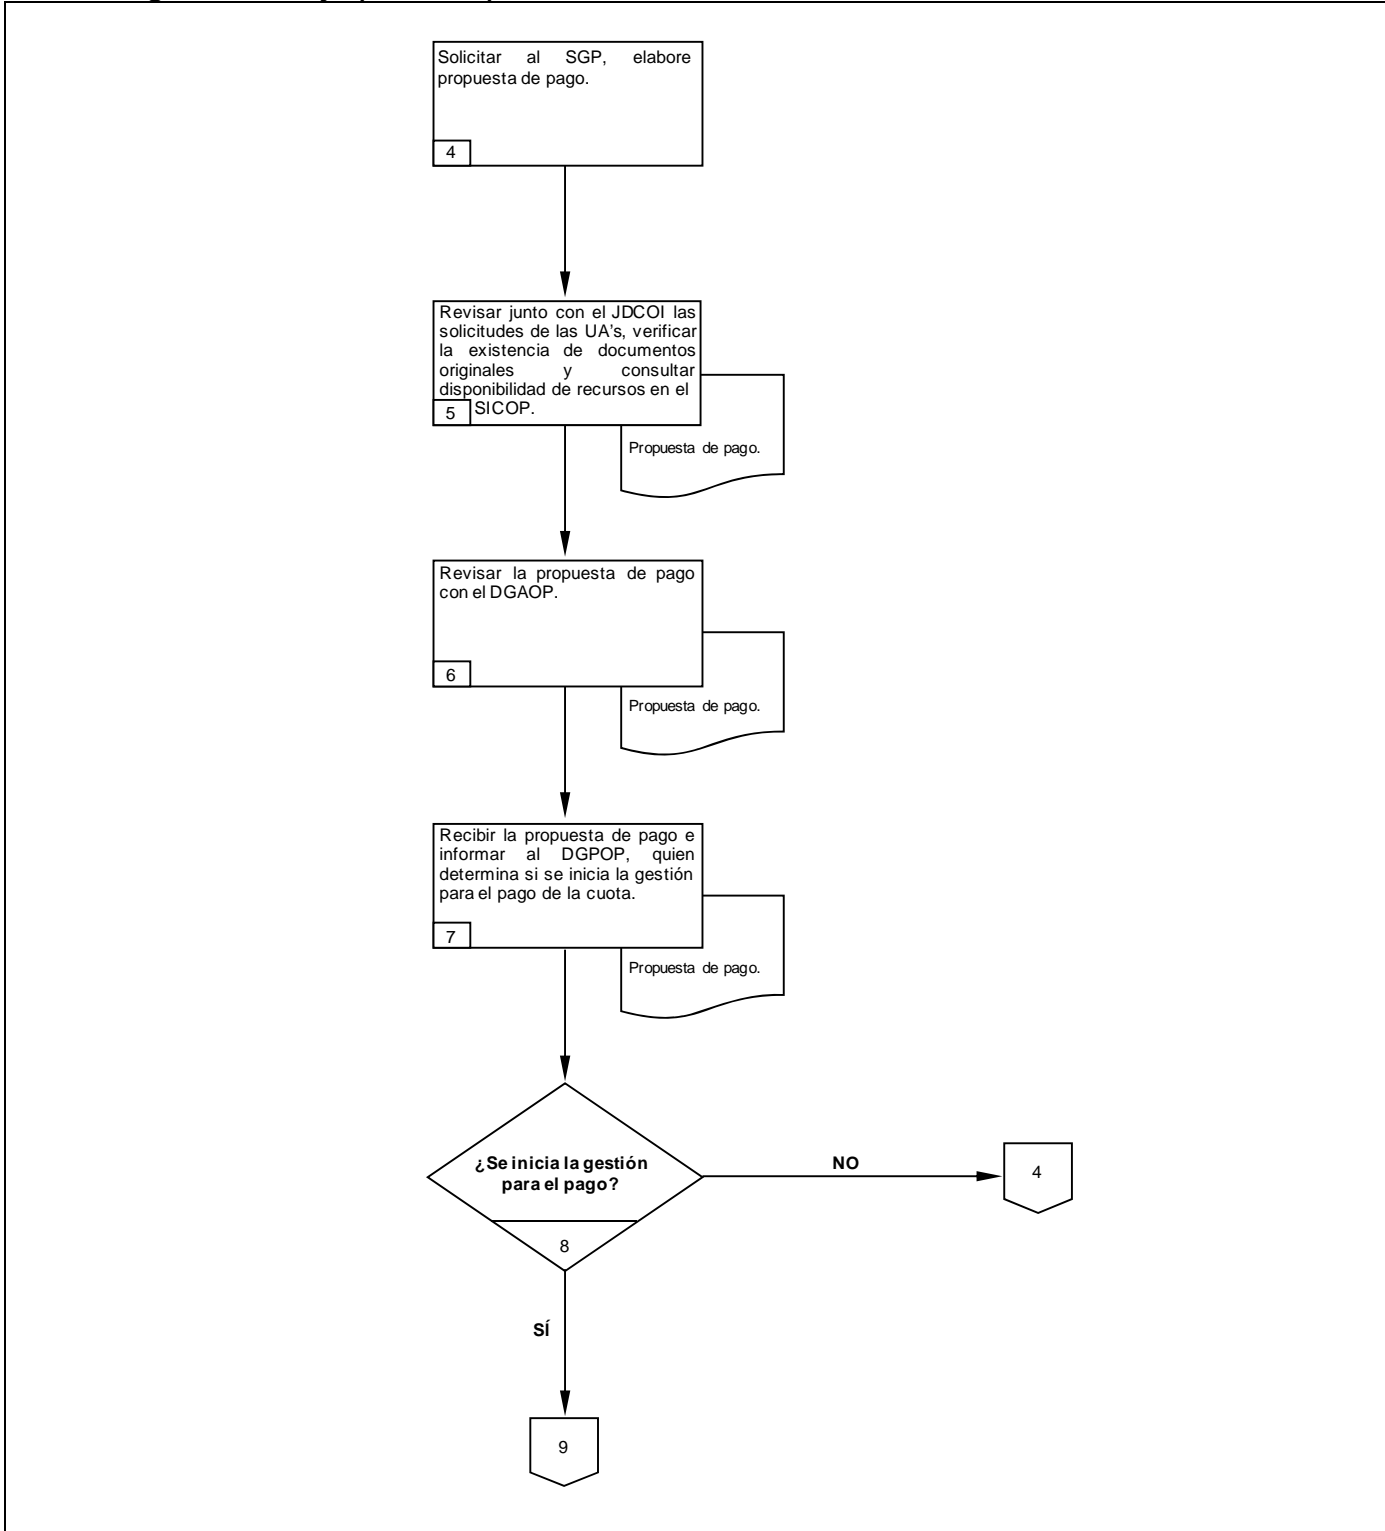 Solicitar al SGP, elabore
propuesta de pago.
4
Revisar junto con el JDCOI las
solicitudes de las UA's, verificar
la existencia de documentos
originales y consultar
disponibilidad de recursos en el
SICOP.
5
Propuesta de pago.
Revisar la propuesta de pago
con el DGAOP.
6
Propuesta de pago.
Recibir la propuesta de pago e
informar al DGPOP, quien
determina si se inicia la gestión
para el pago de la cuota.
7
Propuesta de pago.
¿Se inicia la gestión
para el pago?
8
NO
4
SÍ
9